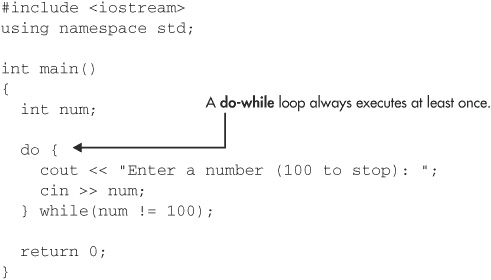 #include <iostream>
using namespace std;
int main()
{
int num;
A do-while loop always executes at least once.
do {
cout << "Enter a number (100 to stop): ";
cin >> num;
} while(num != 100);
return 0;
}